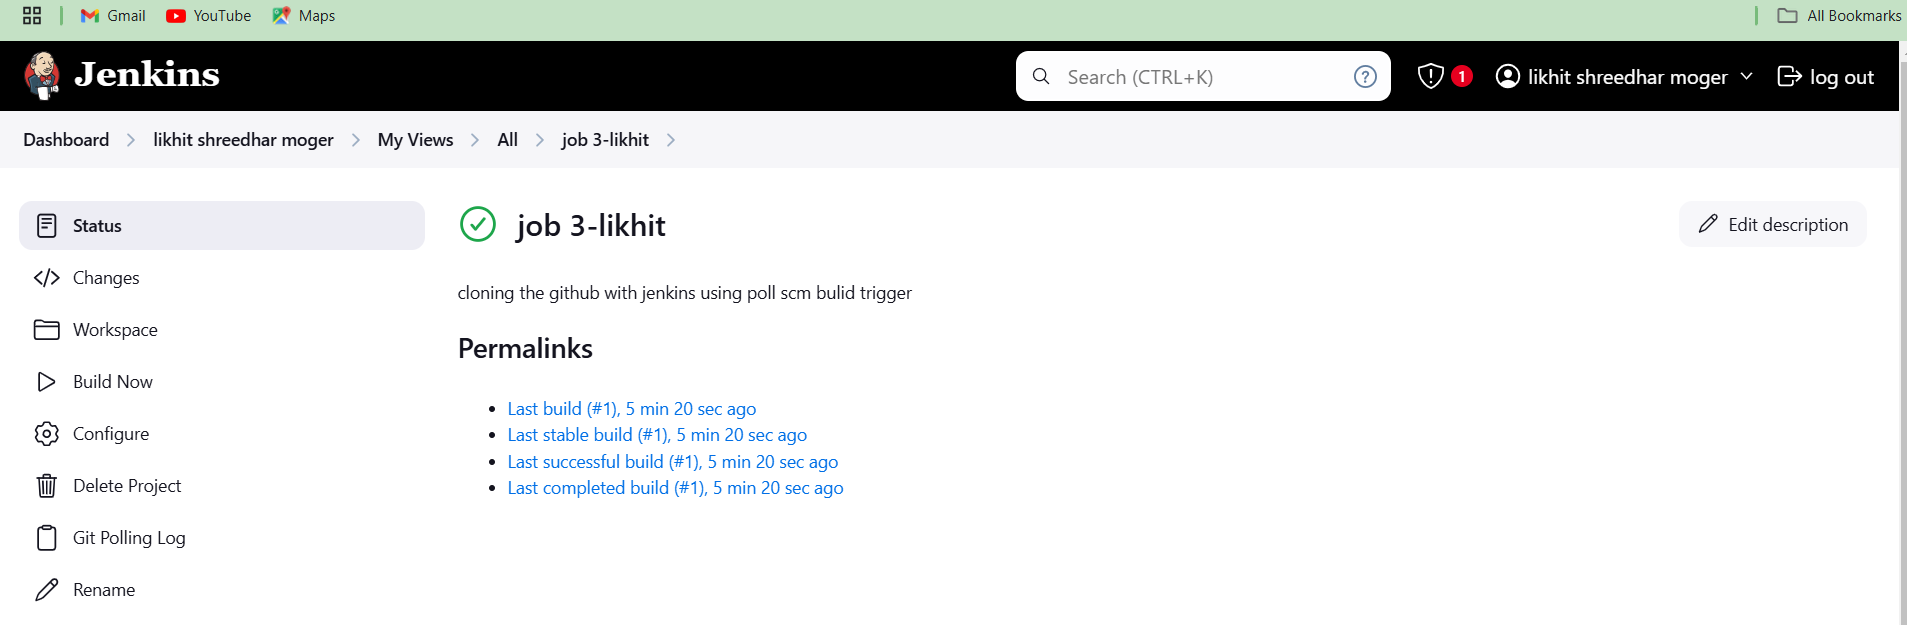 Gmail YouTube Maps All Bookmarks
Jenkins Search (CTRL+K) ? 1 likhit shreedhar moger log out
Dashboard likhit shreedhar moger My Views All job 3-likhit
Status
job 3-likhit
Edit description
Changes
cloning the github with jenkins using poll scm bulid trigger
Workspace
Permalinks
Build Now
Last build (#1), 5 min 20 sec ago
Configure
Last stable build (#1), 5 min 20 sec ago
Last successful build (#1), 5 min 20 sec ago
Delete Project
Last completed build (#1), 5 min 20 sec ago
Git Polling Log
Rename